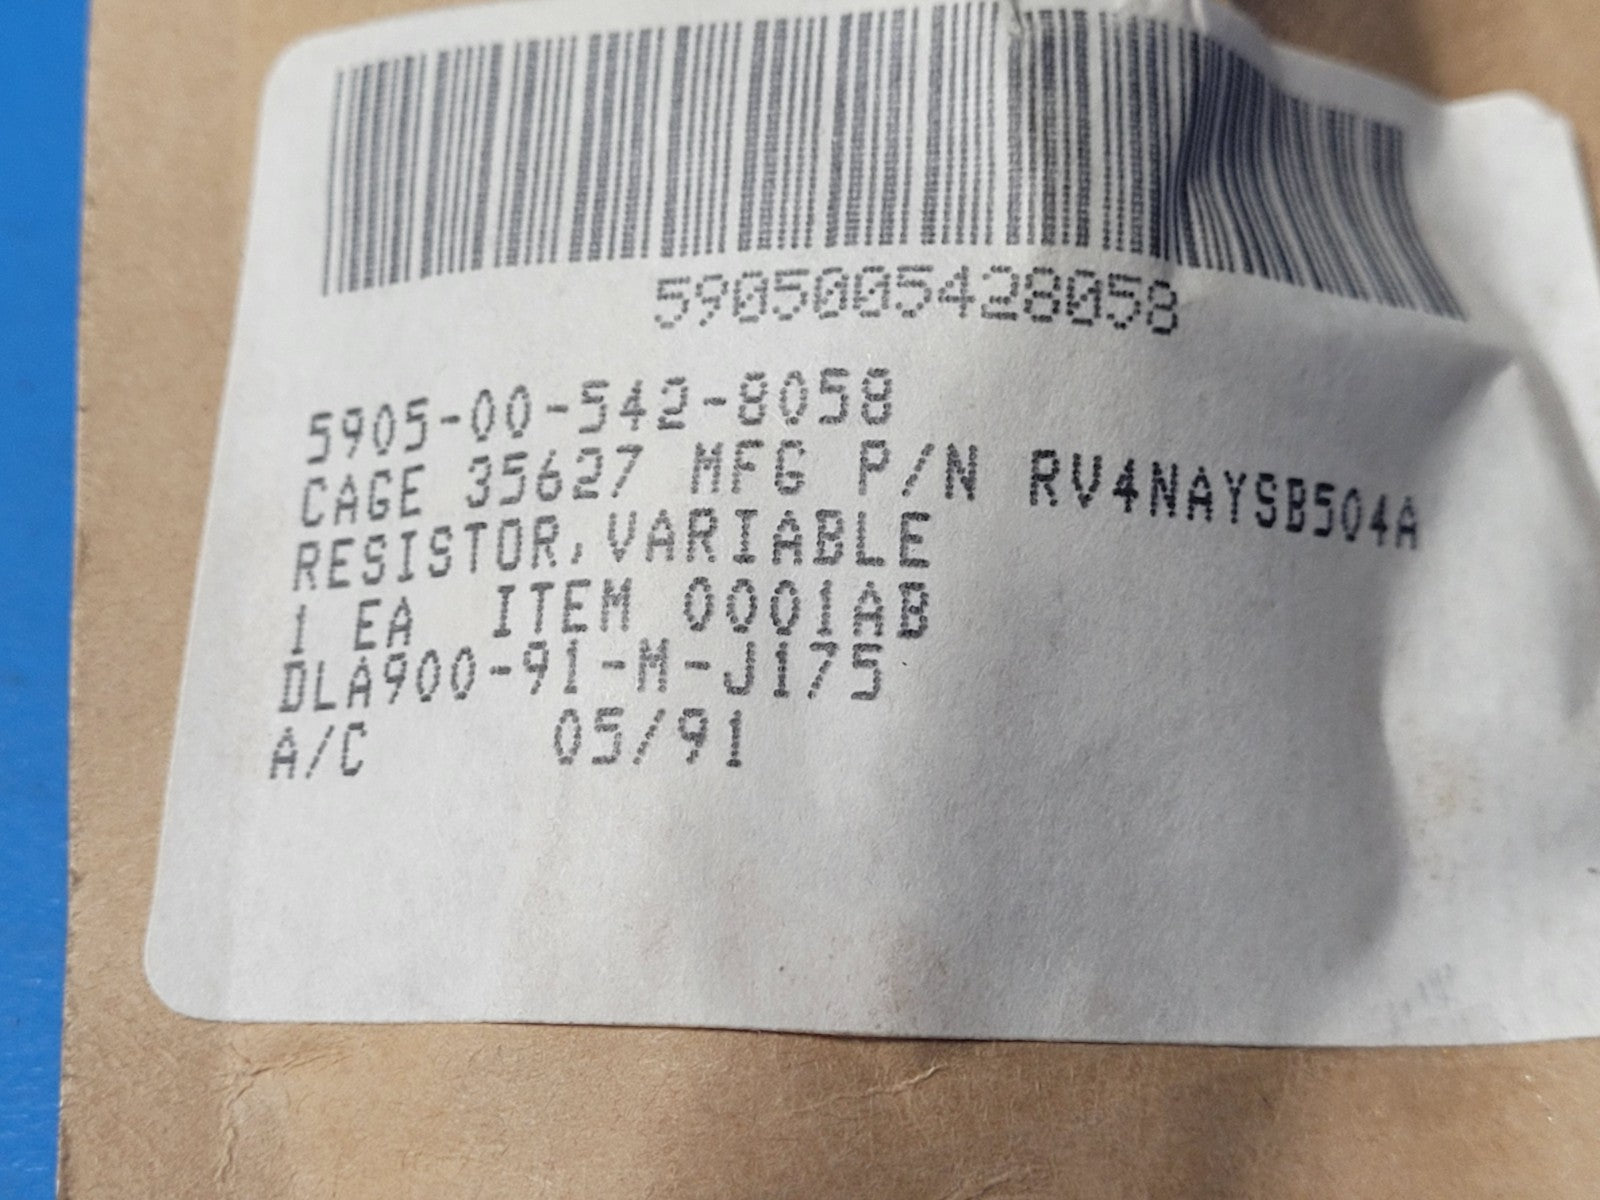 5905005428058
5905-00-542-8058
CAGE 35627 MFG P/N RV4NAYSB504A
RESISTOR,VARIABLE
1 EA ITEM 0001AB
DLA900-91-M-J175
A/C 05/91